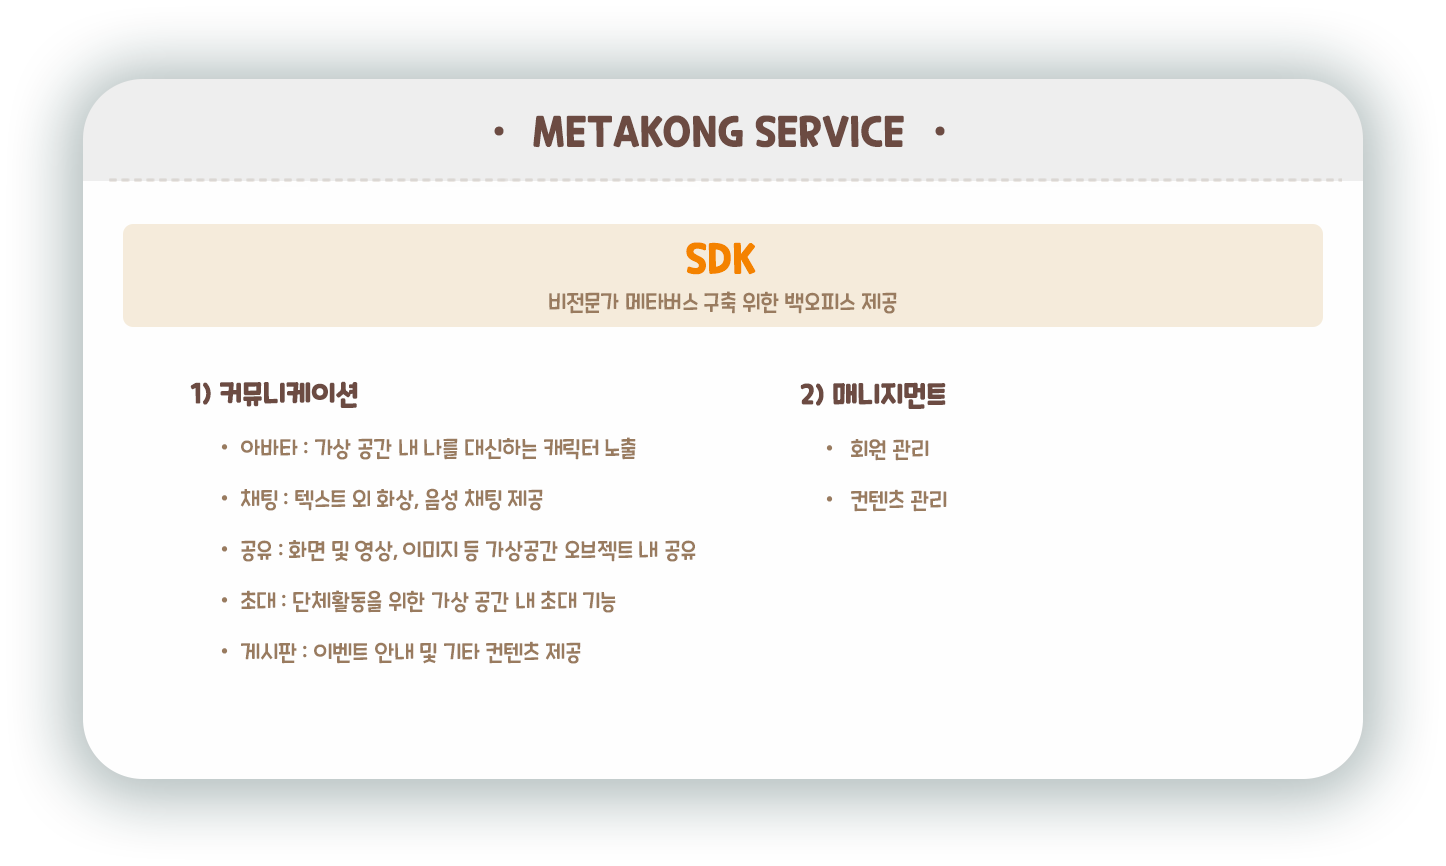 • METAKONG SERVICE •
SDK
비전문가 메타버스 구축 위한 백오피스 제공
1) 커뮤니케이션
• 아바타 : 가상 공간 내 나를 대신하는 캐릭터 노출
• 채팅 : 텍스트 외 화상, 음성 채팅 제공
• 공유 : 화면 및 영상, 이미지 등 가상공간 오브젝트 내 공유
• 초대 : 단체활동을 위한 가상 공간 내 초대 기능
• 게시판 : 이벤트 안내 및 기타 컨텐츠 제공
2) 매니지먼트
• 회원 관리
• 컨텐츠 관리